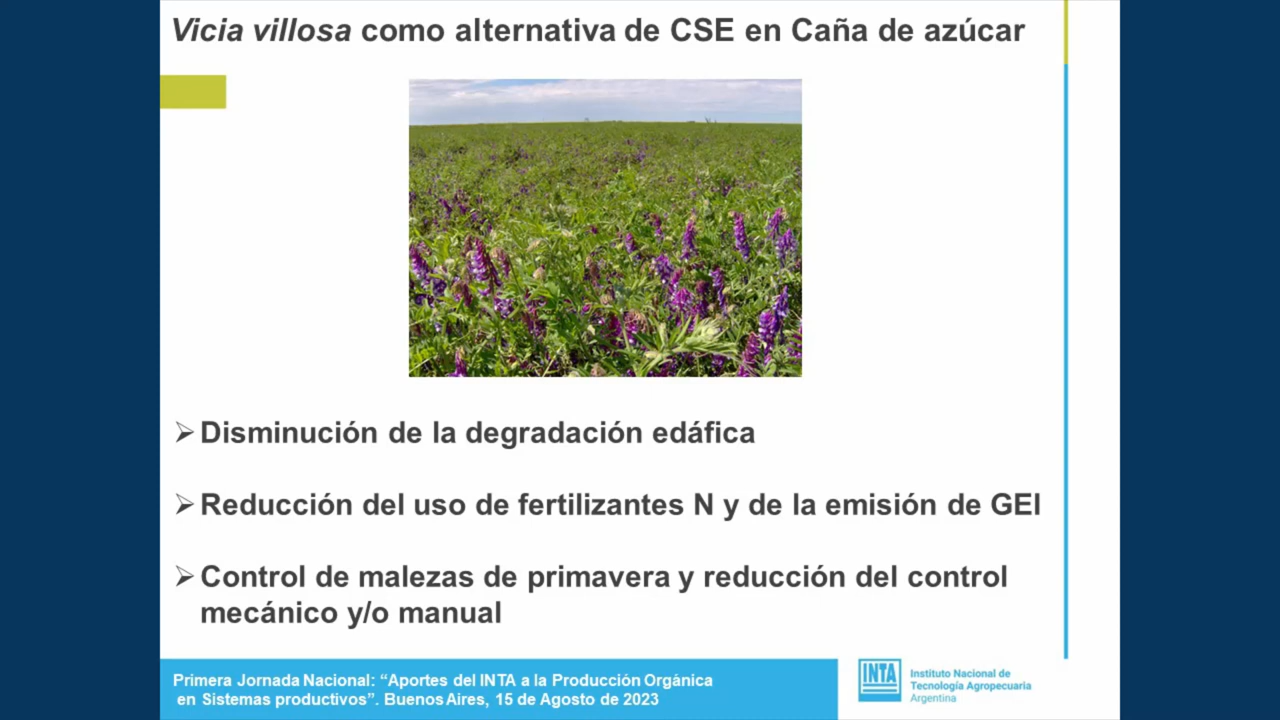 Vicia villosa como alternativa de CSE en Caña de azúcar
➢ Disminución de la degradación edáfica
➢ Reducción del uso de fertilizantes N y de la emisión de GEI
➢ Control de malezas de primavera y reducción del control
mecánico y/o manual
Primera Jornada Nacional: “Aportes del INTA a la Producción Orgánica
en Sistemas productivos”. Buenos Aires, 15 de Agosto de 2023
INTA
Instituto Nacional de
Tecnología Agropecuaria
Argentina